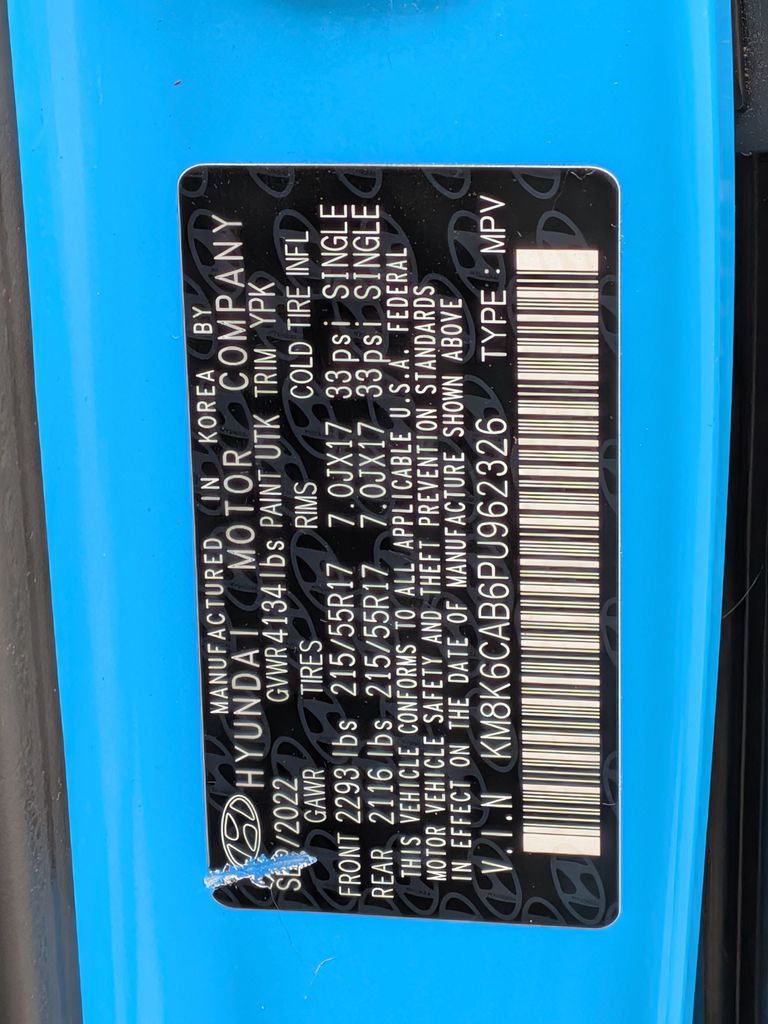 MANUFACTURED IN KOREA BY
HYUNDAI MOTOR COMPANY
/2022 GVWR4134lbs PAINT UTK TRIM YPK
GAWR TIRES RIMS COLD TIRE INFL
FRONT 2293 lbs 215/55R17 7.0JX17 33psi SINGLE
REAR 2116 lbs 215/55R17 7.0JX17 33psi SINGLE
THIS VEHICLE CONFORMS TO ALL APPLICABLE U.S.A. FEDERAL
MOTOR VEHICLE SAFETY AND THEFT PREVENTION STANDARDS
IN EFFECT ON THE DATE OF MANUFACTURE SHOWN ABOVE
V.I.N KM8K6CAB6PU962326 TYPE : MPV